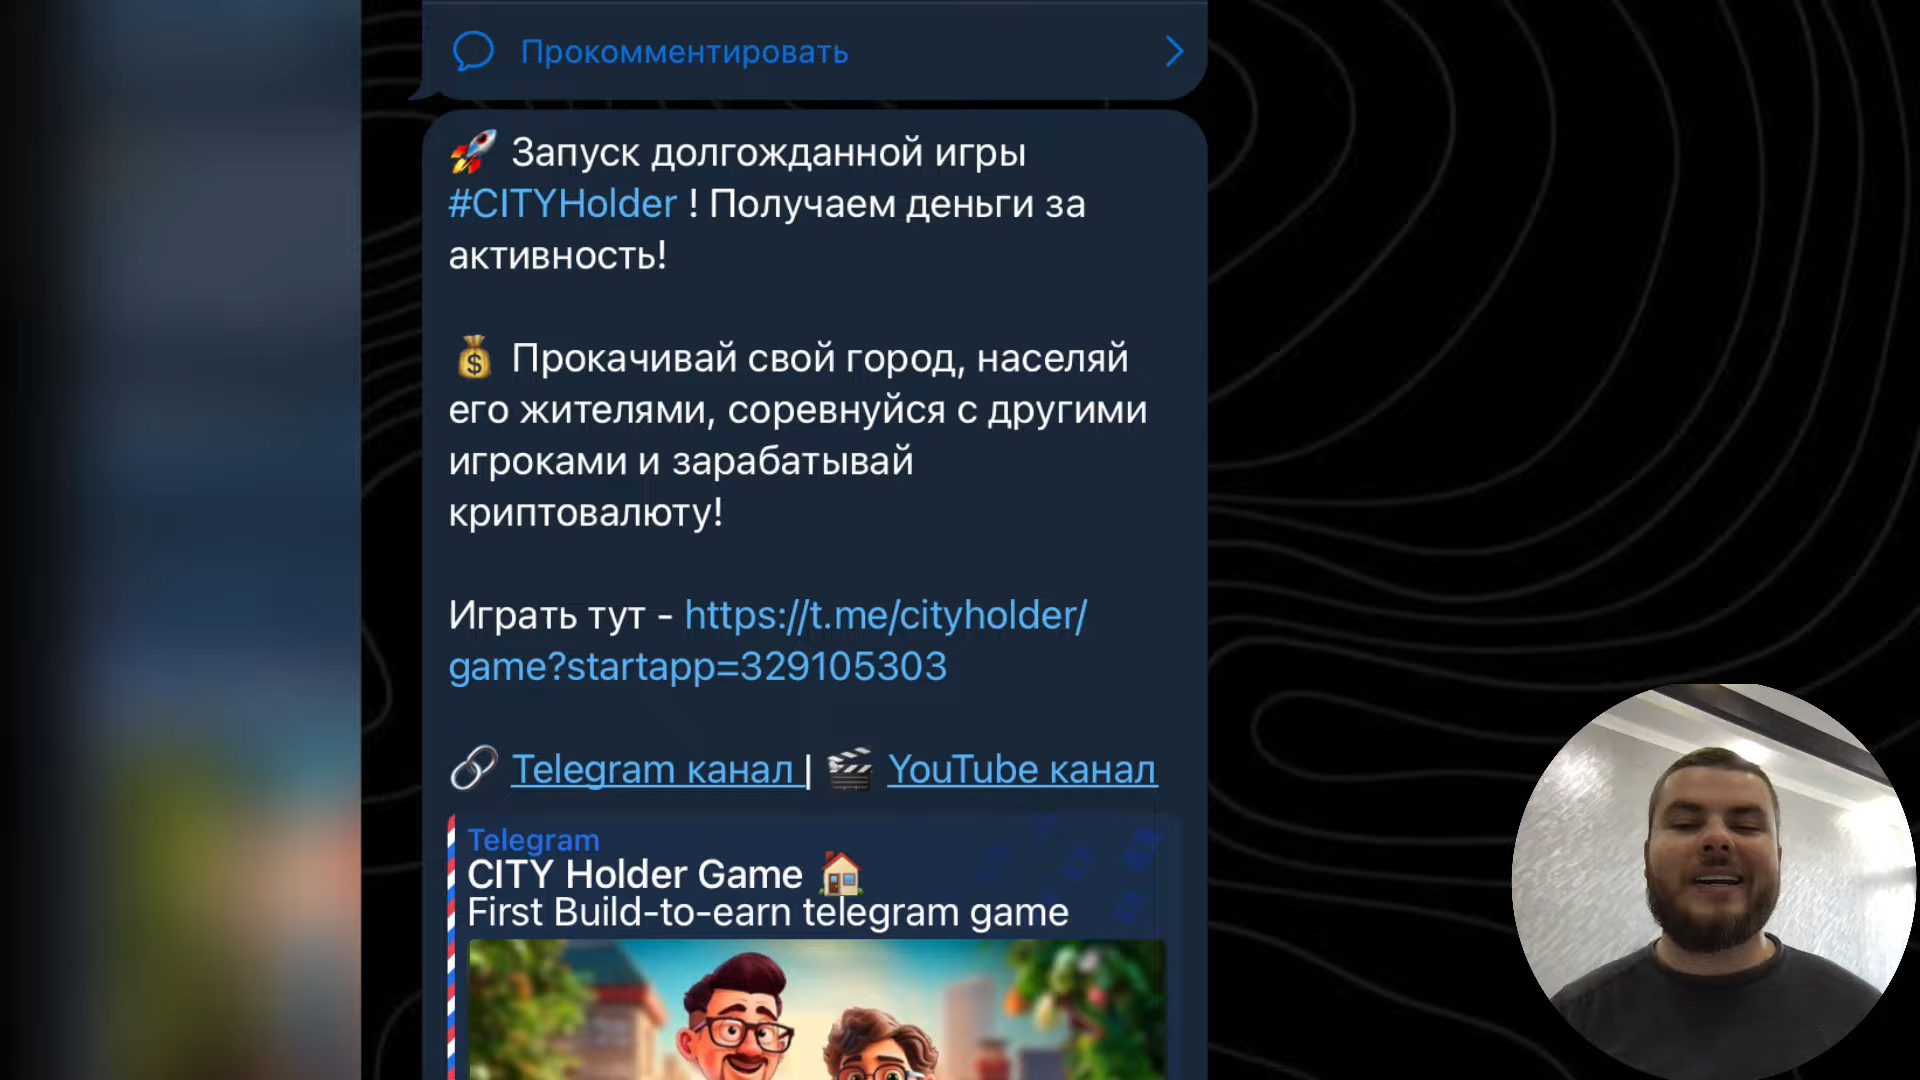 Прокомментировать
🚀 Запуск долгожданной игры
#CITYHolder ! Получаем деньги за
активность!
💰 Прокачивай свой город, населяй
его жителями, соревнуйся с другими
игроками и зарабатывай
криптовалюту!
Играть тут - https://t.me/cityholder/
game?startapp=329105303
🔗 Telegram канал | 🎬 YouTube канал
Telegram
CITY Holder Game 🏠
First Build-to-earn telegram game